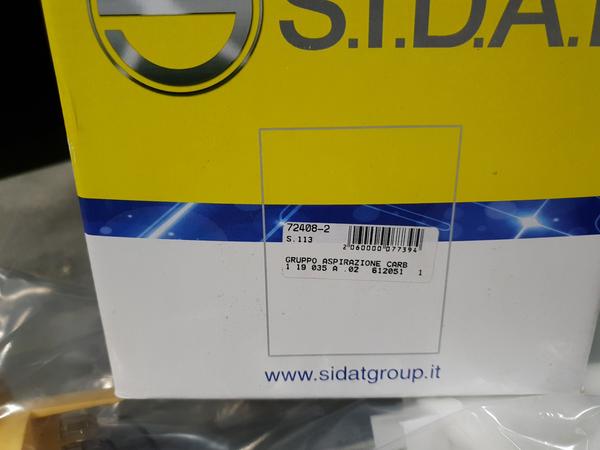 S.I.D.A.
72408-2
S.113
2060000077394
GRUPPO ASPIRAZIONE CARB
1 19 035 A .02 612051 1
www.sidatgroup.it